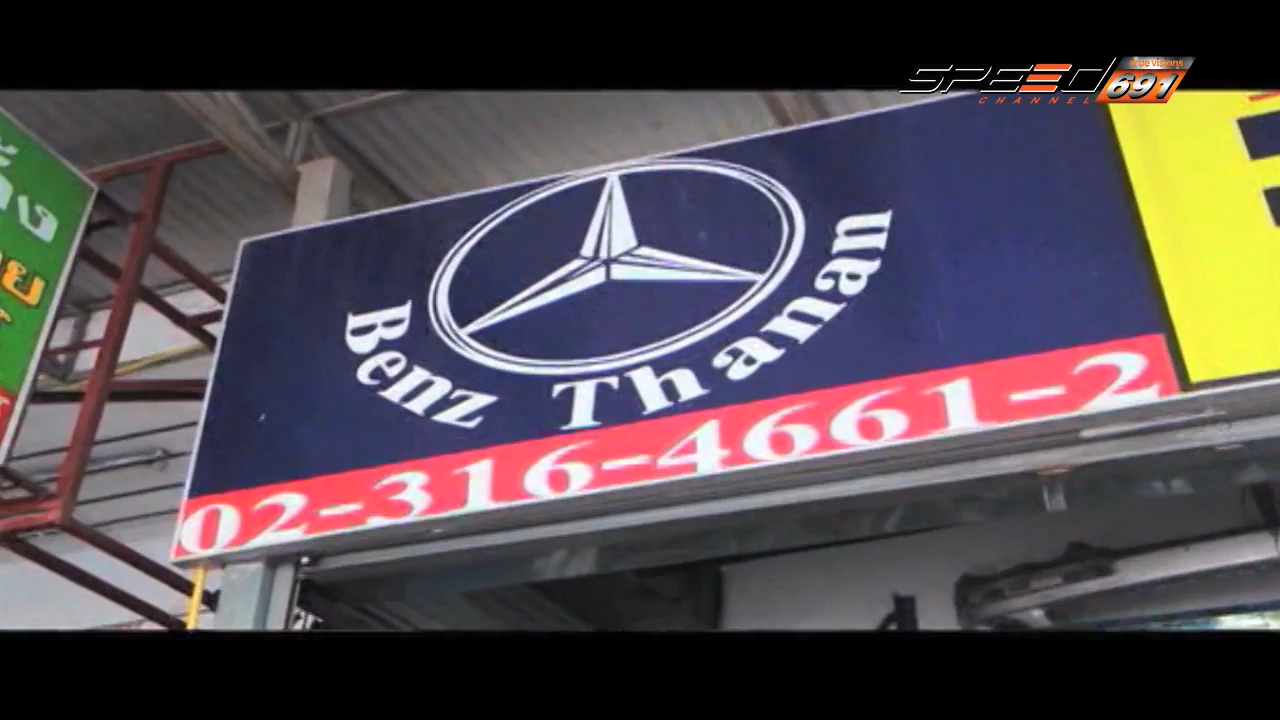 SPEED
CHANNEL
true visions
691
Benz Thanan
02-316-4661-2